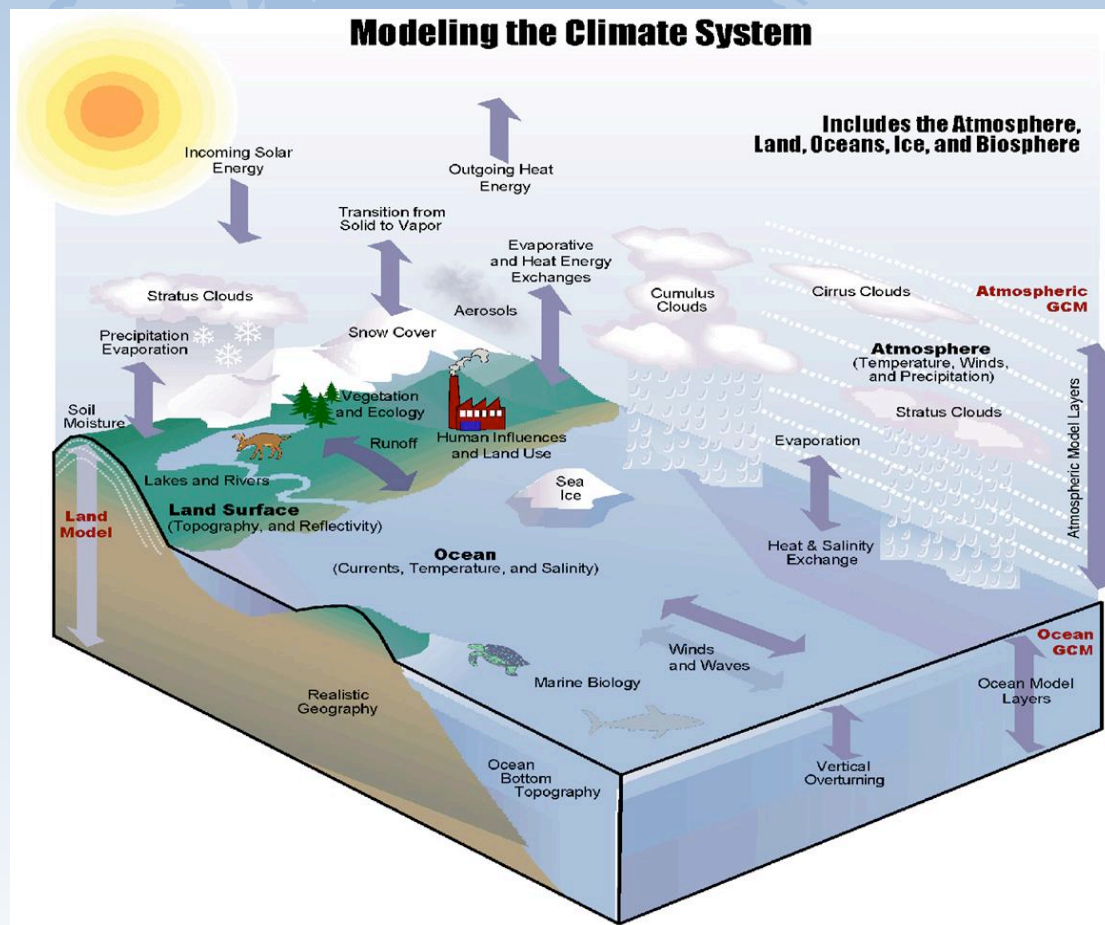 Modeling the Climate System
Includes the Atmosphere,
Land, Oceans, Ice, and Biosphere
Incoming Solar
Energy
Outgoing Heat
Energy
Transition from
Solid to Vapor
Evaporative
and Heat Energy
Exchanges
Stratus Clouds
Precipitation
Evaporation
Snow Cover
Aerosols
Cumulus
Clouds
Cirrus Clouds
Atmospheric
GCM
Atmosphere
(Temperature, Winds,
and Precipitation)
Stratus Clouds
Atmospheric Model Layers
Soil
Moisture
Vegetation
and Ecology
Runoff
Human Influences
and Land Use
Evaporation
Lakes and Rivers
Sea
Ice
Land
Model
Land Surface
(Topography, and Reflectivity)
Ocean
(Currents, Temperature, and Salinity)
Heat & Salinity
Exchange
Winds
and Waves
Ocean
GCM
Marine Biology
Ocean Model
Layers
Realistic
Geography
Ocean
Bottom
Topography
Vertical
Overturning